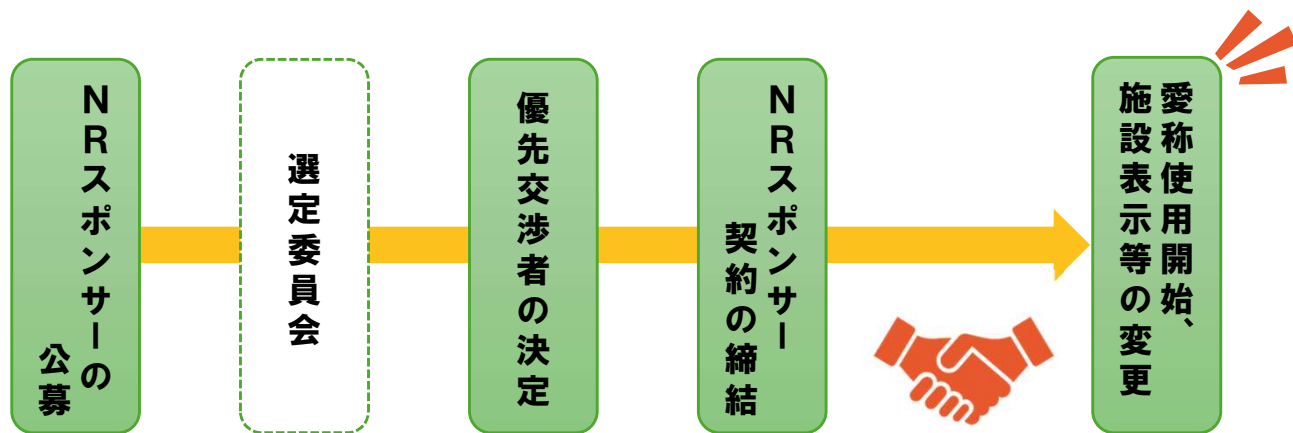 NRスポンサーの
公募
選定委員会
優先交渉者の決定
NRスポンサー
契約の締結
愛称使用開始、
施設表示等の変更